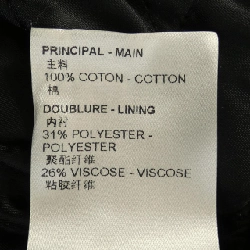 PRINCIPAL - MAIN
主料
100% COTON - COTTON
棉
DOUBLURE - LINING
内衬
31% POLYESTER -
POLYESTER
聚酯纤维
26% VISCOSE - VISCOSE
粘胶纤维